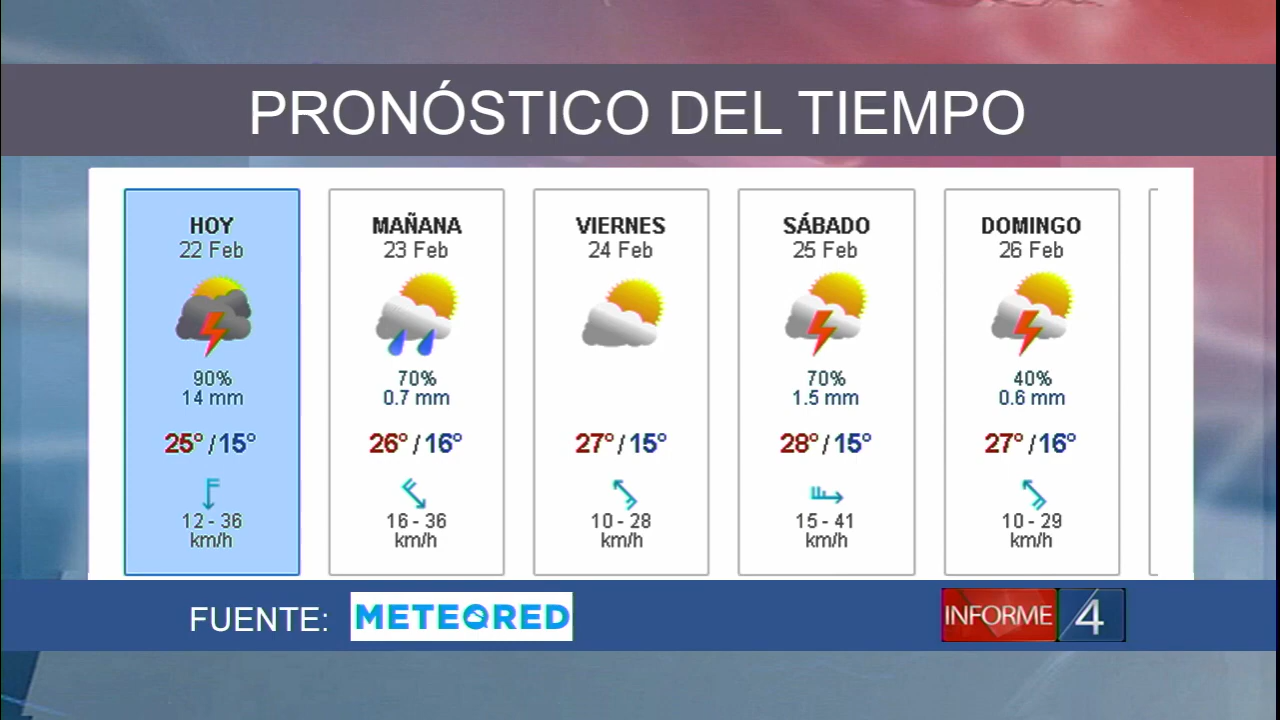 PRONÓSTICO DEL TIEMPO
HOY
22 Feb
90%
14 mm
25° / 15°
12 - 36
km/h
MAÑANA
23 Feb
70%
0.7 mm
26° / 16°
16 - 36
km/h
VIERNES
24 Feb
27° / 15°
10 - 28
km/h
SÁBADO
25 Feb
70%
1.5 mm
28° / 15°
15 - 41
km/h
DOMINGO
26 Feb
40%
0.6 mm
27° / 16°
10 - 29
km/h
FUENTE: METEORED
INFORME 4